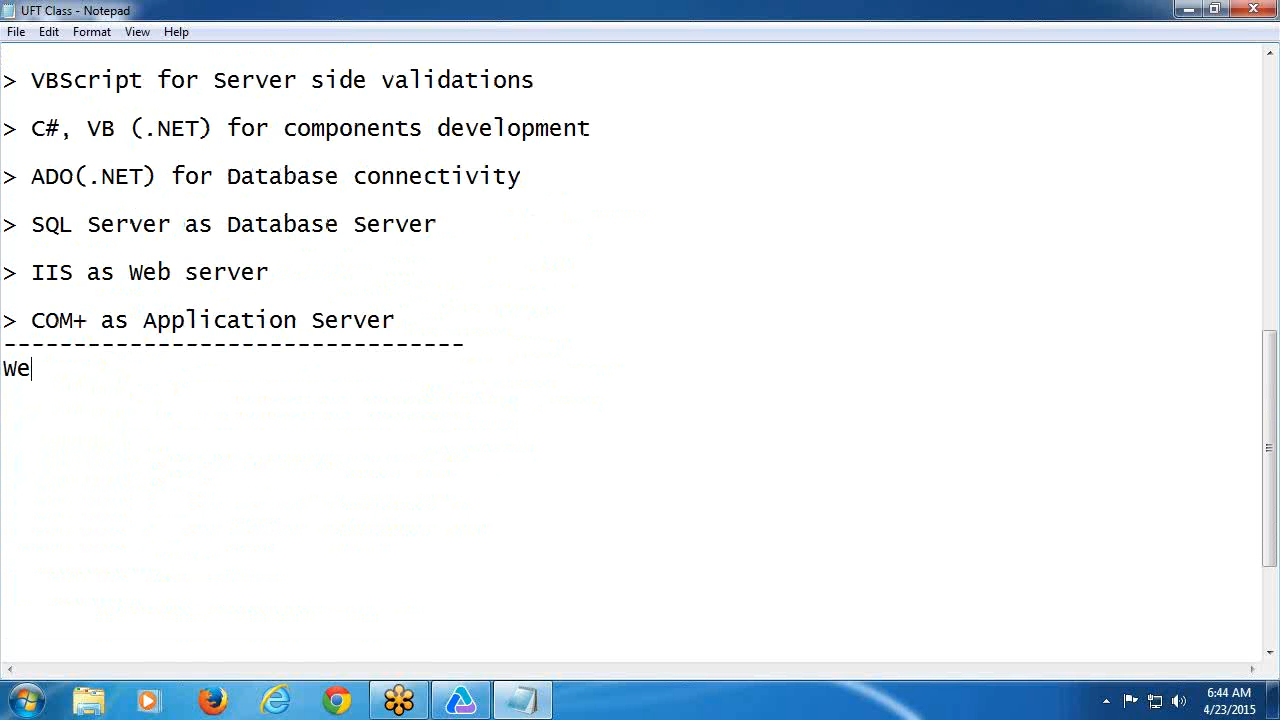 UFT Class - Notepad
File Edit Format View Help
> VBScript for Server side validations
> C#, VB (.NET) for components development
> ADO(.NET) for Database connectivity
> SQL Server as Database Server
> IIS as Web server
> COM+ as Application Server
---------------------------------
We
6:44 AM
4/23/2015